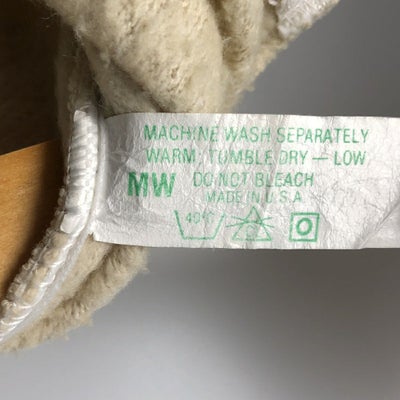 MACHINE WASH SEPARATELY
WARM, TUMBLE DRY — LOW
MW DO NOT BLEACH
MADE IN U.S.A.
40°C